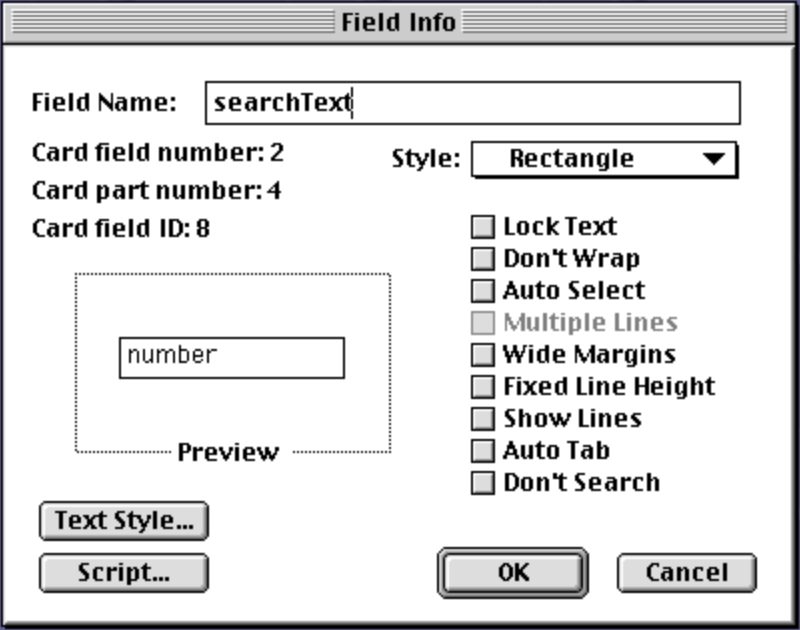 Field Info
Field Name: searchText
Card field number: 2
Style: Rectangle
Card part number: 4
Card field ID: 8
Lock Text
Don't Wrap
Auto Select
Multiple Lines
Wide Margins
Fixed Line Height
Show Lines
Auto Tab
Don't Search
number
Preview
Text Style...
Script...
OK
Cancel